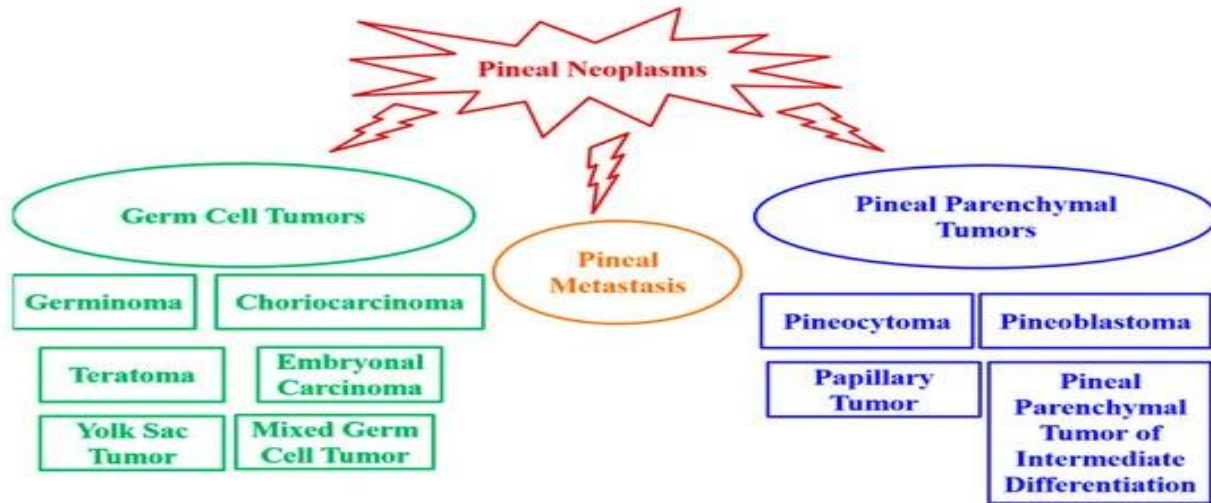 Pineal Neoplasms
Germ Cell Tumors
Germinoma
Choriocarcinoma
Teratoma
Embryonal
Carcinoma
Yolk Sac
Tumor
Mixed Germ
Cell Tumor
Pineal
Metastasis
Pineal Parenchymal
Tumors
Pineocytoma
Pineoblastoma
Papillary
Tumor
Pineal
Parenchymal
Tumor of
Intermediate
Differentiation